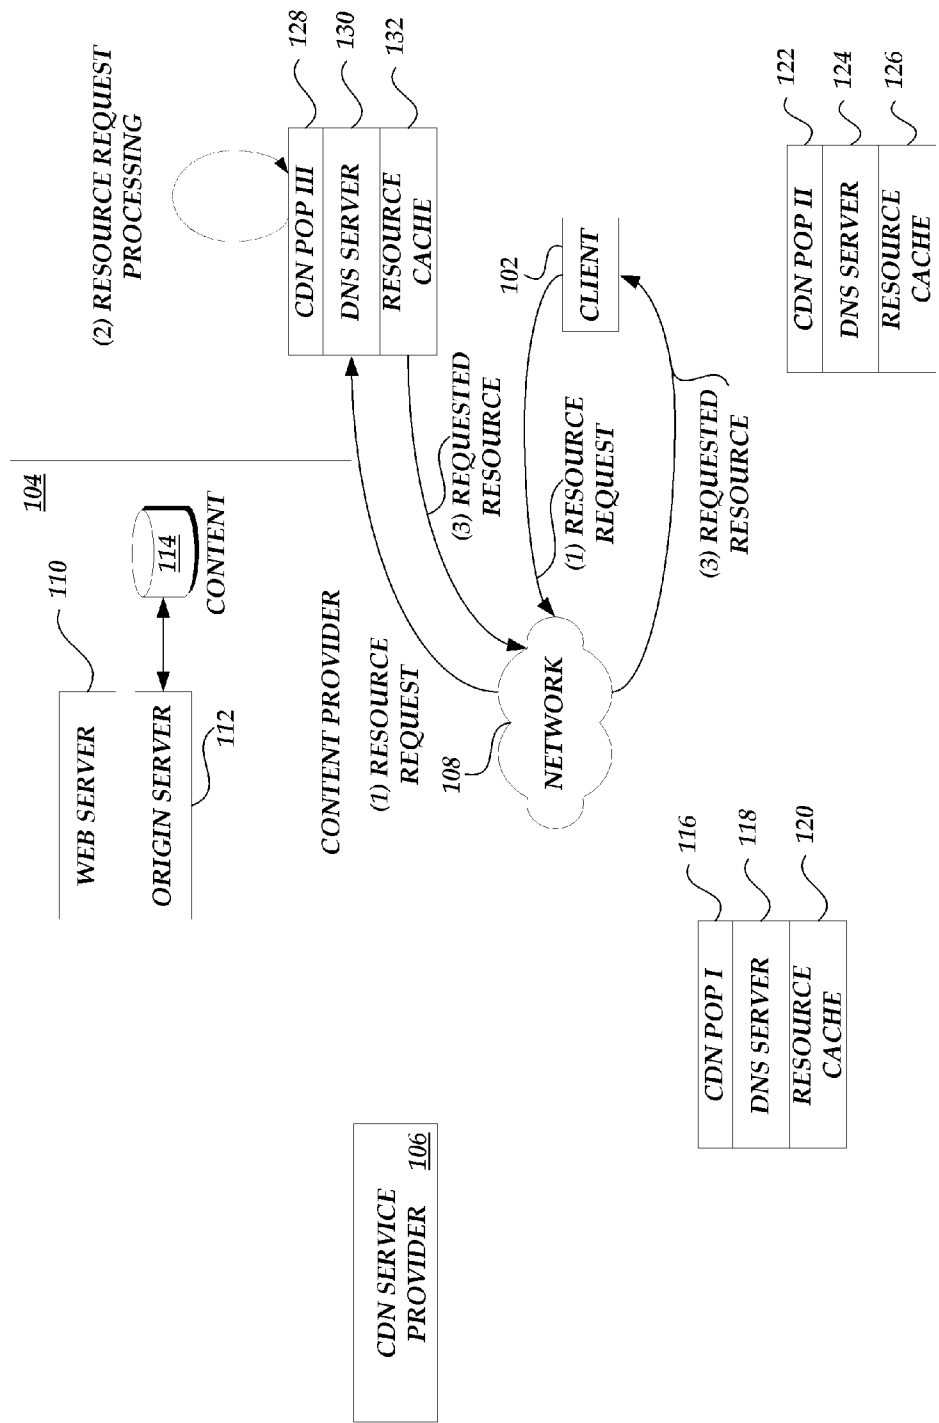 104
110
WEB SERVER
ORIGIN SERVER
112
114
CONTENT
CONTENT PROVIDER
(2) RESOURCE REQUEST
PROCESSING
CDN POP III
128
DNS SERVER
130
RESOURCE
CACHE
132
CDN SERVICE
PROVIDER
106
(1) RESOURCE
REQUEST
108
NETWORK
(3) REQUESTED
RESOURCE
102
CLIENT
(1) RESOURCE
REQUEST
(3) REQUESTED
RESOURCE
CDN POP I
116
DNS SERVER
118
RESOURCE
CACHE
120
CDN POP II
122
DNS SERVER
124
RESOURCE
CACHE
126